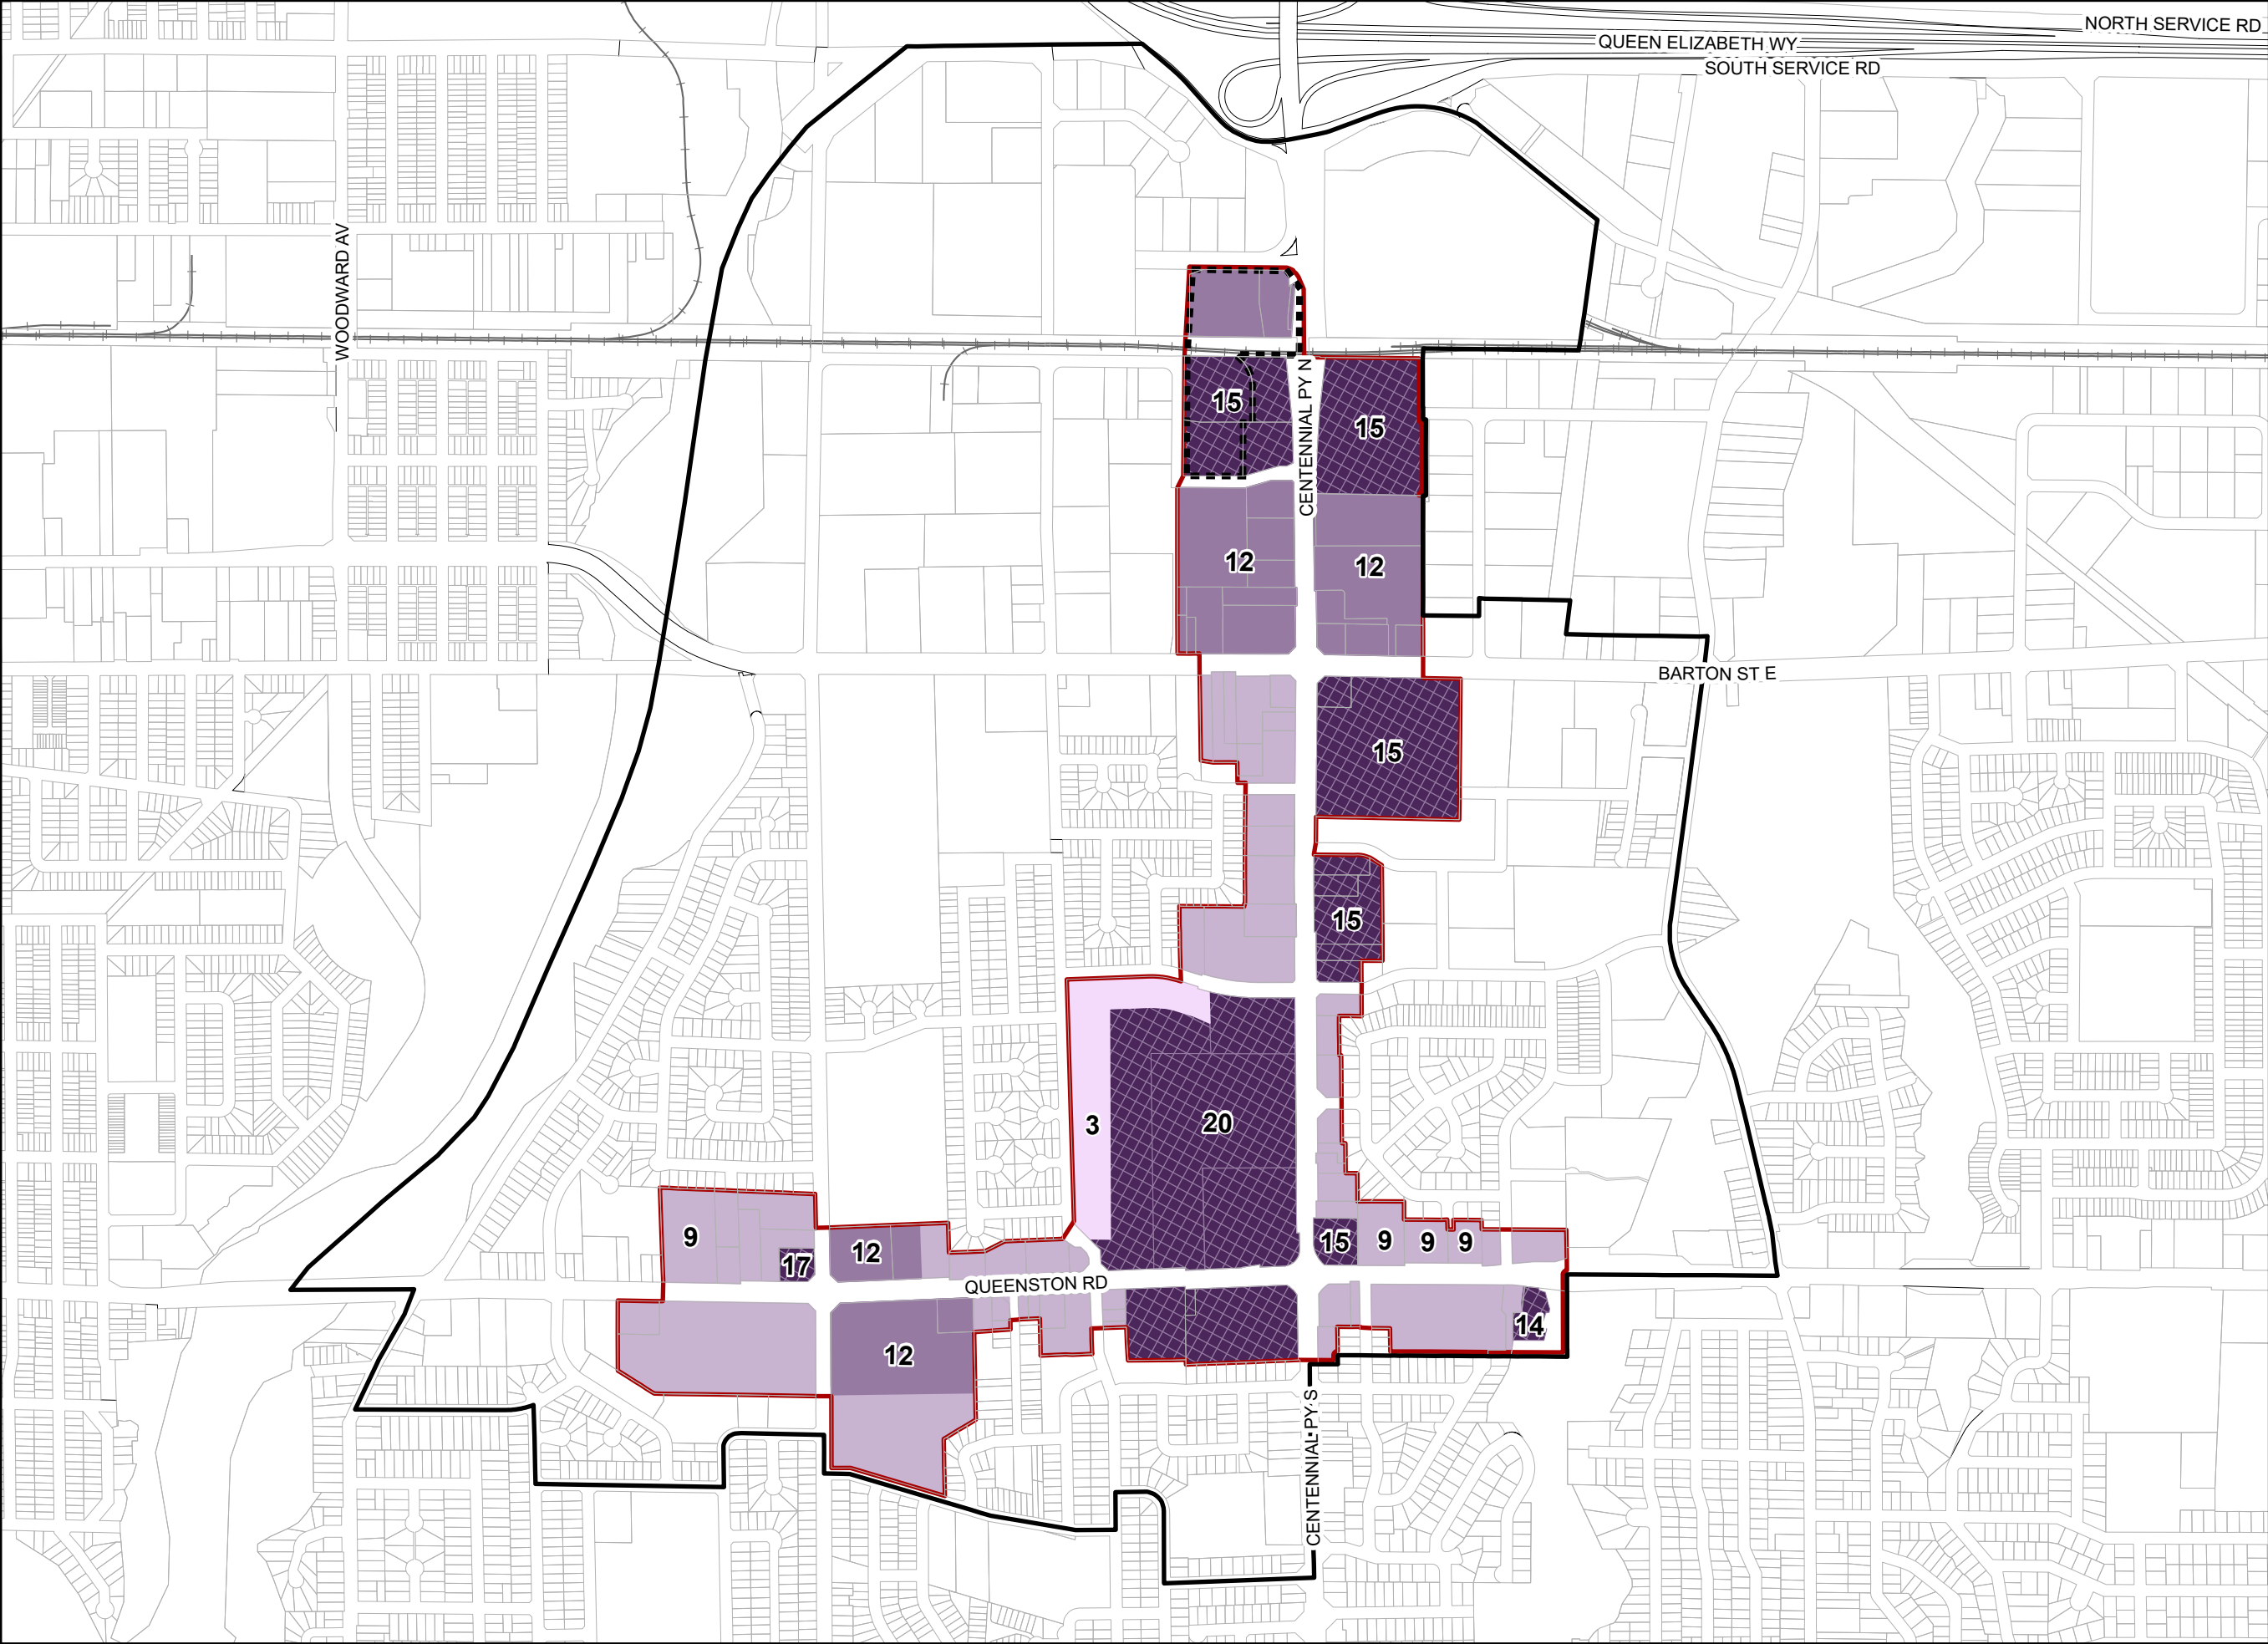 NORTH SERVICE RD
QUEEN ELIZABETH WY
SOUTH SERVICE RD
WOODWARD AV
CENTENNIAL PY N
15
15
12
12
BARTON ST E
15
15
3
20
9
17
12
15
9
9
9
QUEENSTON RD
14
12
CENTENNIAL PY S